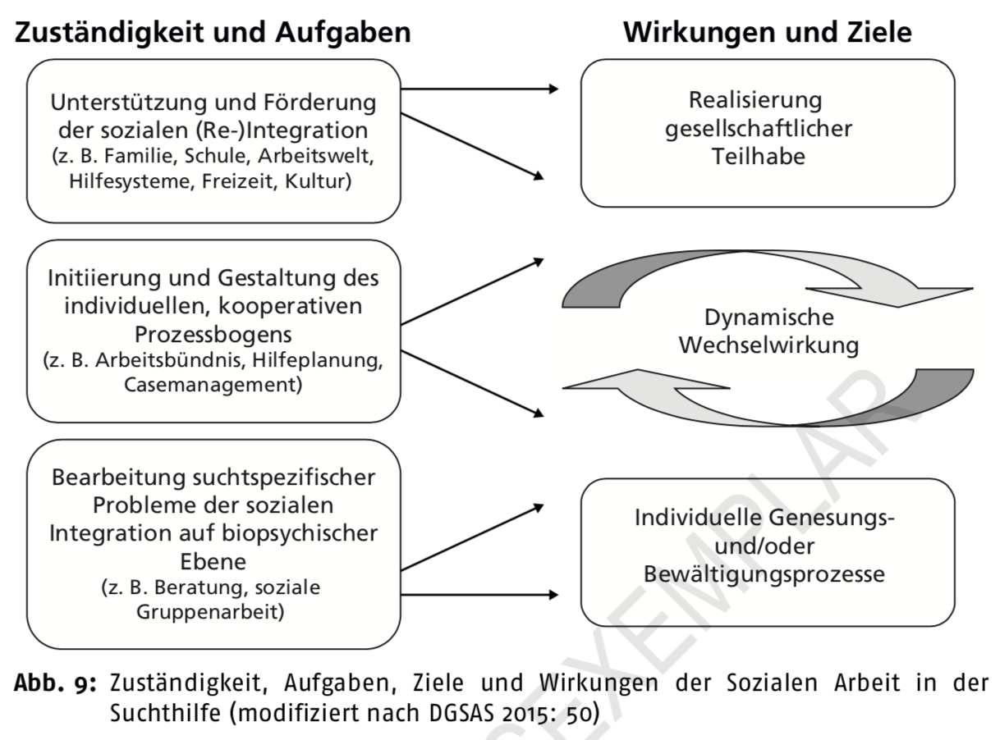 Zuständigkeit und Aufgaben
Wirkungen und Ziele
Unterstützung und Förderung
der sozialen (Re-)Integration
(z. B. Familie, Schule, Arbeitswelt,
Hilfesysteme, Freizeit, Kultur)
Realisierung
gesellschaftlicher
Teilhabe
Initiierung und Gestaltung des
individuellen, kooperativen
Prozessbogens
(z. B. Arbeitsbündnis, Hilfeplanung,
Casemanagement)
Dynamische
Wechselwirkung
Bearbeitung suchtspezifischer
Probleme der sozialen
Integration auf biopsychischer
Ebene
(z. B. Beratung, soziale
Gruppenarbeit)
Individuelle Genesungs-
und/oder
Bewältigungsprozesse
Abb. 9: Zuständigkeit, Aufgaben, Ziele und Wirkungen der Sozialen Arbeit in der
Suchthilfe (modifiziert nach DGSAS 2015: 50)
SEXEMPLAR